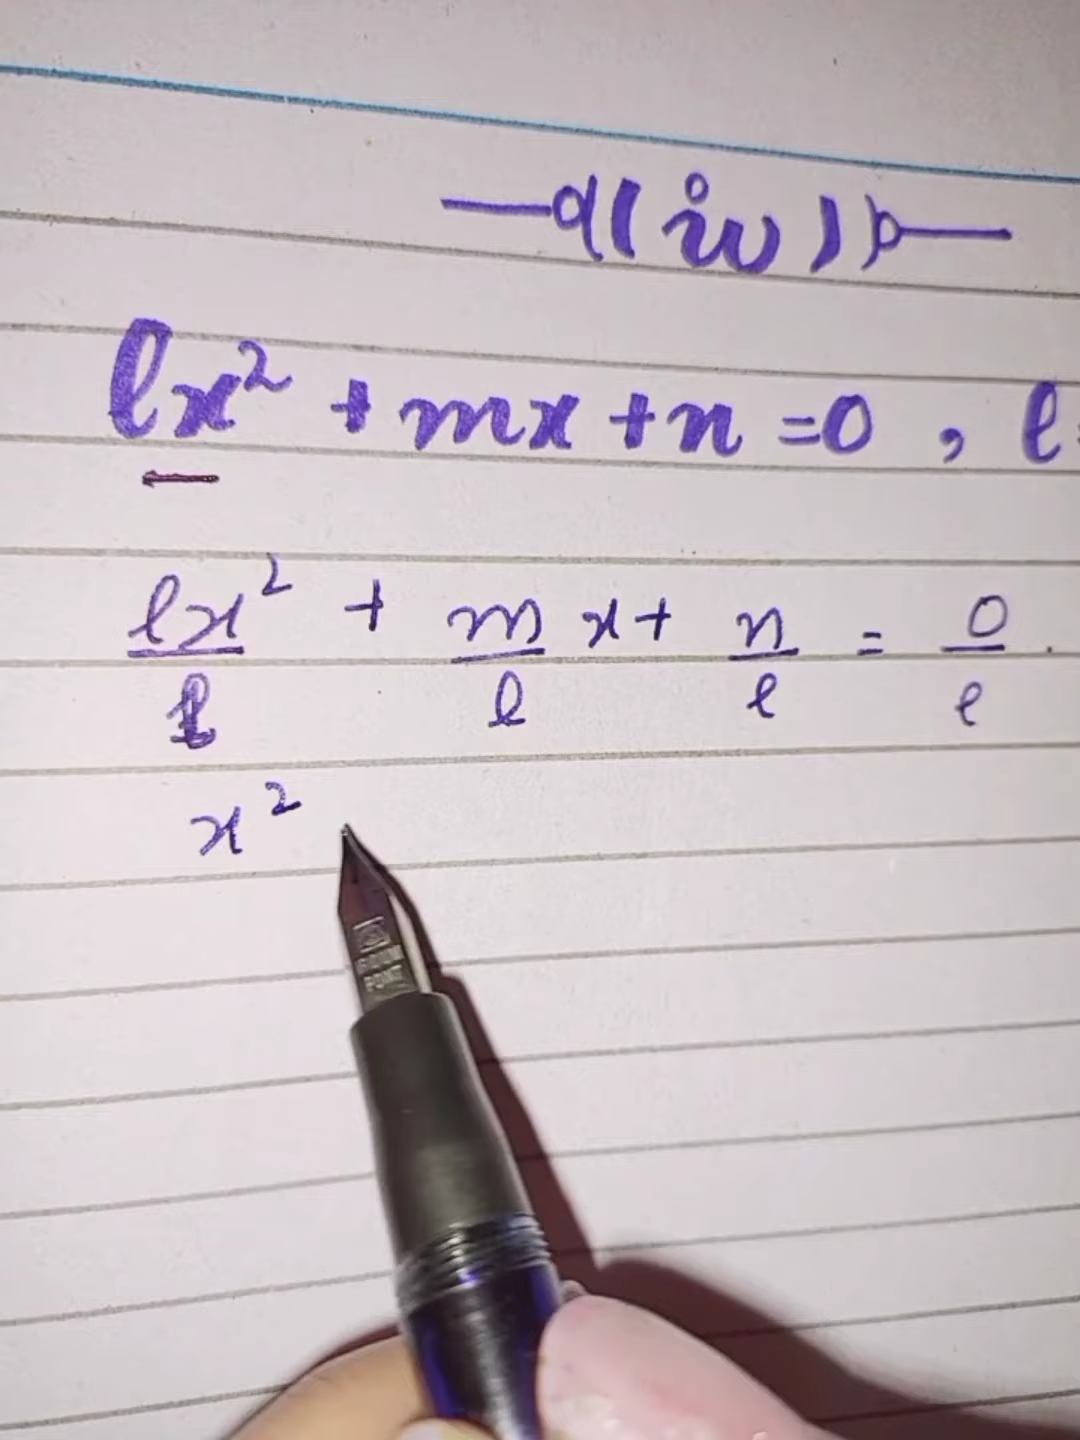 (iv)
lx² + mx + n = 0 , l
lx²/l + m/l x + n/l = 0/l .
x²